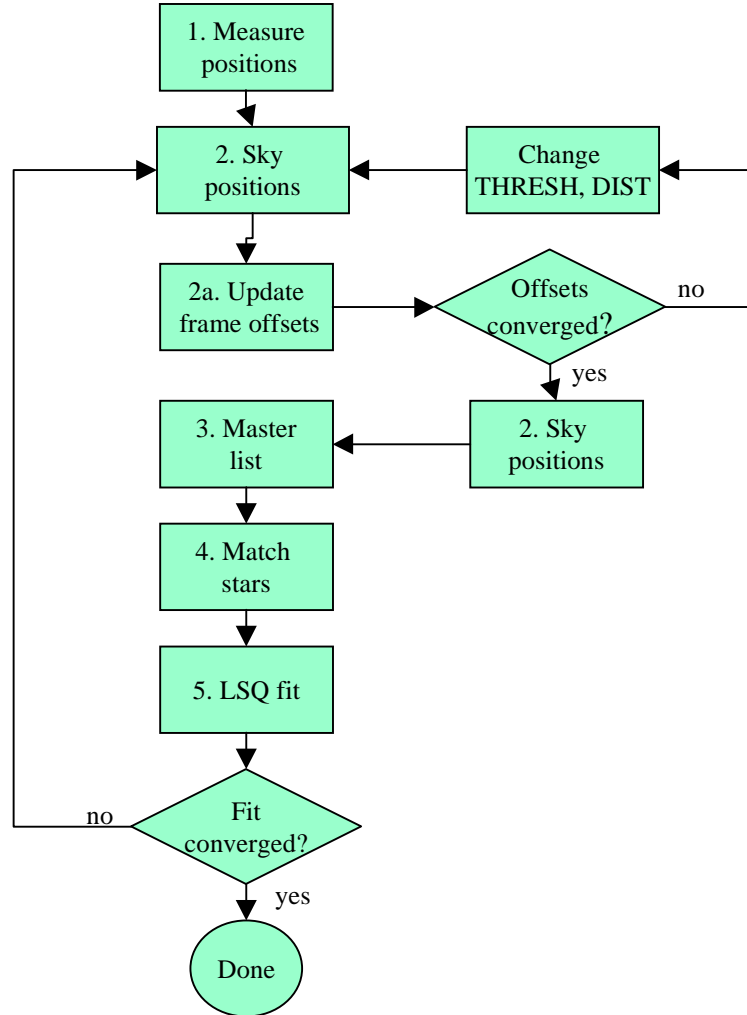 1. Measure
positions
2. Sky
positions
Change
THRESH, DIST
2a. Update
frame offsets
Offsets
converged?
no
yes
3. Master
list
2. Sky
positions
4. Match
stars
5. LSQ fit
Fit
converged?
no
yes
Done